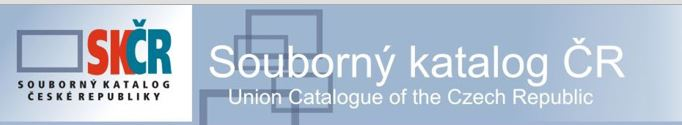 SKČR
SOUBORNÝ KATALOG
ČESKÉ REPUBLIKY
Souborný katalog ČR
Union Catalogue of the Czech Republic